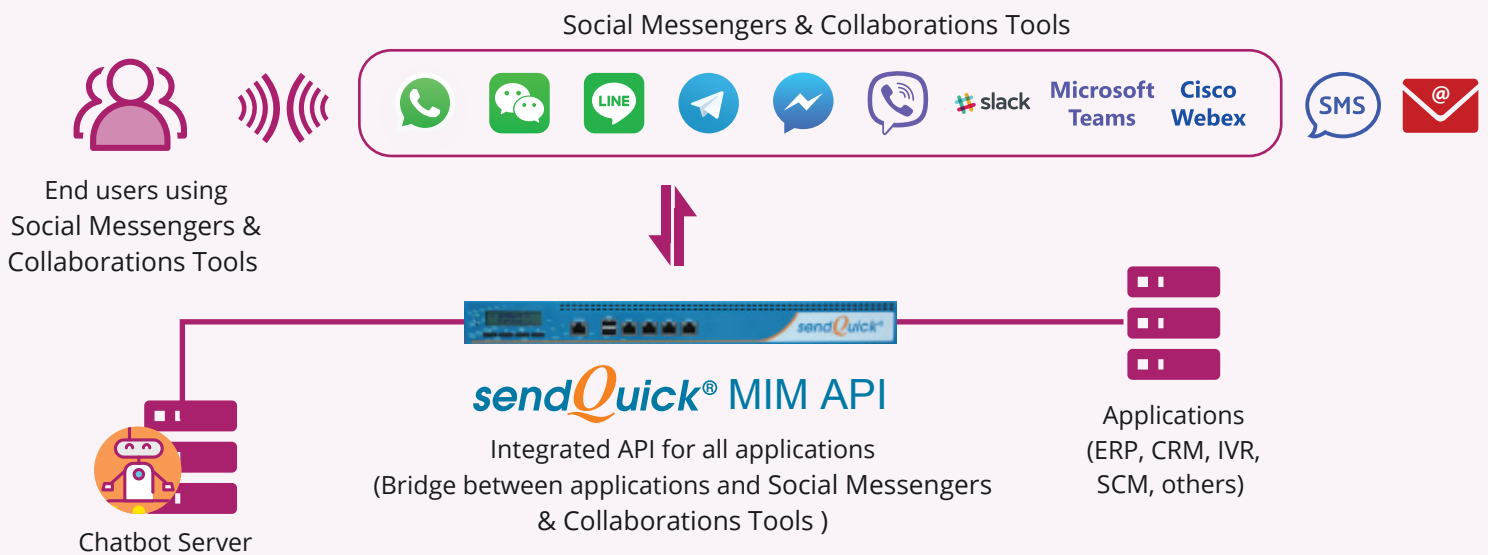 Social Messengers & Collaborations Tools
LINE
slack
Microsoft
Teams
Cisco
Webex
SMS
@
End users using
Social Messengers &
Collaborations Tools
sendQuick®
sendQuick® MIM API
Integrated API for all applications
(Bridge between applications and Social Messengers
& Collaborations Tools )
Applications
(ERP, CRM, IVR,
SCM, others)
Chatbot Server